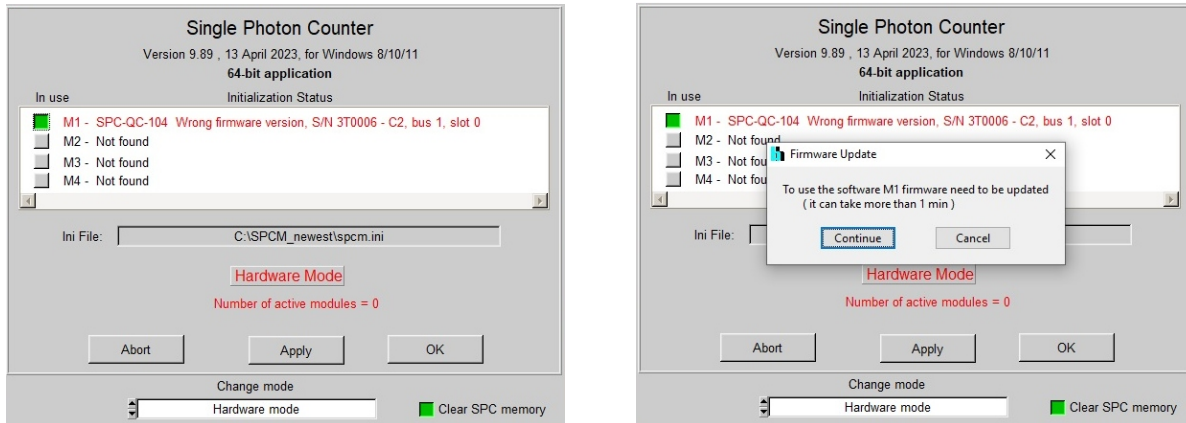 Single Photon Counter
Version 9.89 , 13 April 2023, for Windows 8/10/11
64-bit application
In use Initialization Status
M1 - SPC-QC-104 Wrong firmware version, S/N 3T0006 - C2, bus 1, slot 0
M2 - Not found
M3 - Not found
M4 - Not found
Ini File: C:\SPCM_newest\spcm.ini
Hardware Mode
Number of active modules = 0
Abort Apply OK
Change mode
Hardware mode Clear SPC memory
Single Photon Counter
Version 9.89 , 13 April 2023, for Windows 8/10/11
64-bit application
In use Initialization Status
M1 - SPC-QC-104 Wrong firmware version, S/N 3T0006 - C2, bus 1, slot 0
M2 - Not found
M3 - Not fou
M4 - Not fou
Firmware Update
To use the software M1 firmware need to be updated
( it can take more than 1 min )
Continue Cancel
Ini File:
Hardware Mode
Number of active modules = 0
Abort Apply OK
Change mode
Hardware mode Clear SPC memory